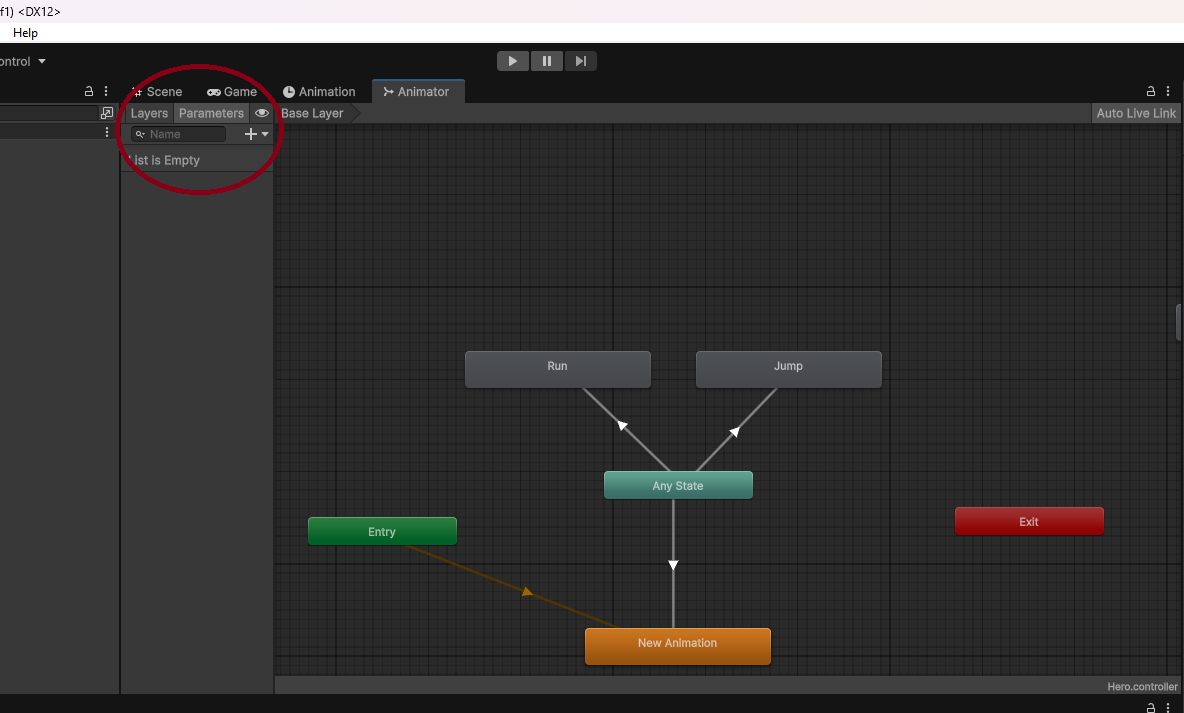 f1) <DX12>
Help
ontrol
Scene Game Animation Animator
Layers Parameters Base Layer Auto Live Link
Name
List is Empty
Run Jump
Any State
Entry
Exit
New Animation
Hero.controller